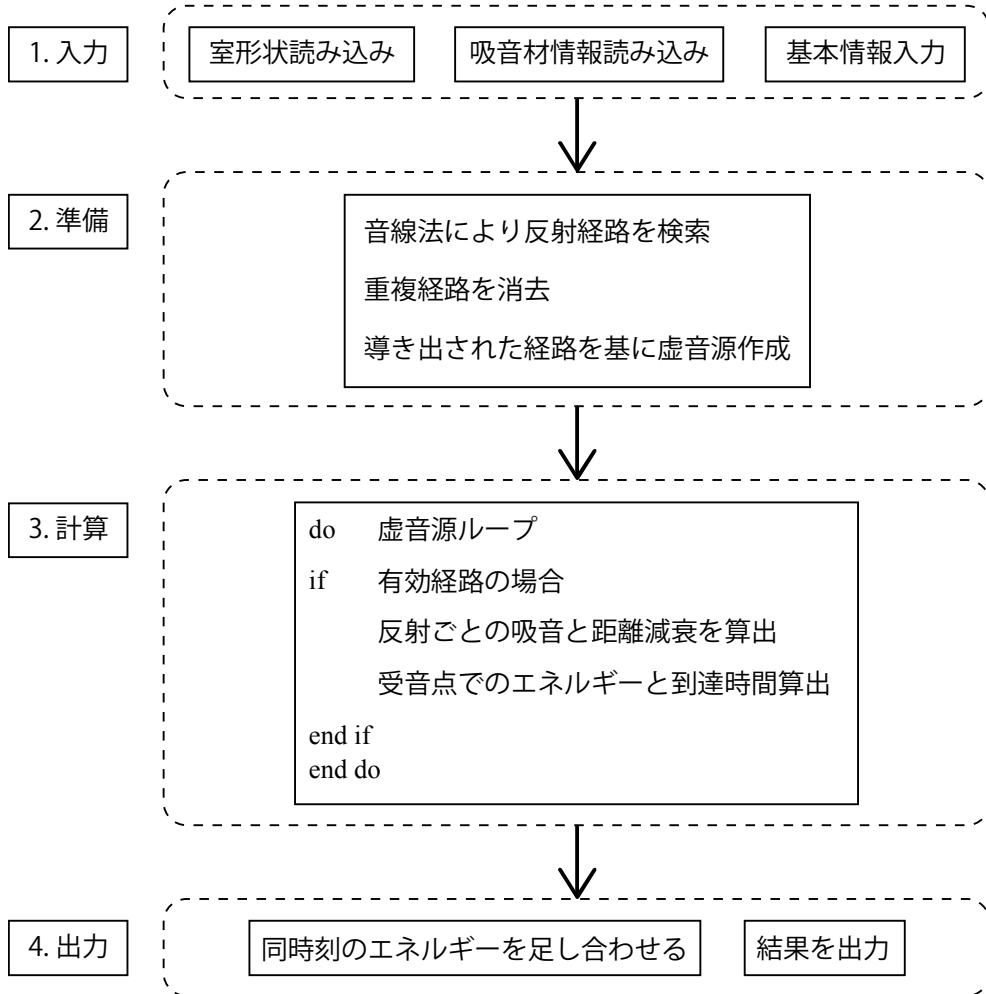 1. 入力
室形状読み込み
吸音材情報読み込み
基本情報入力
2. 準備
音線法により反射経路を検索
重複経路を消去
導き出された経路を基に虚音源作成
3. 計算
do 虚音源ループ
if 有効経路の場合
反射ごとの吸音と距離減衰を算出
受音点でのエネルギーと到達時間算出
end if
end do
4. 出力
同時刻のエネルギーを足し合わせる
結果を出力